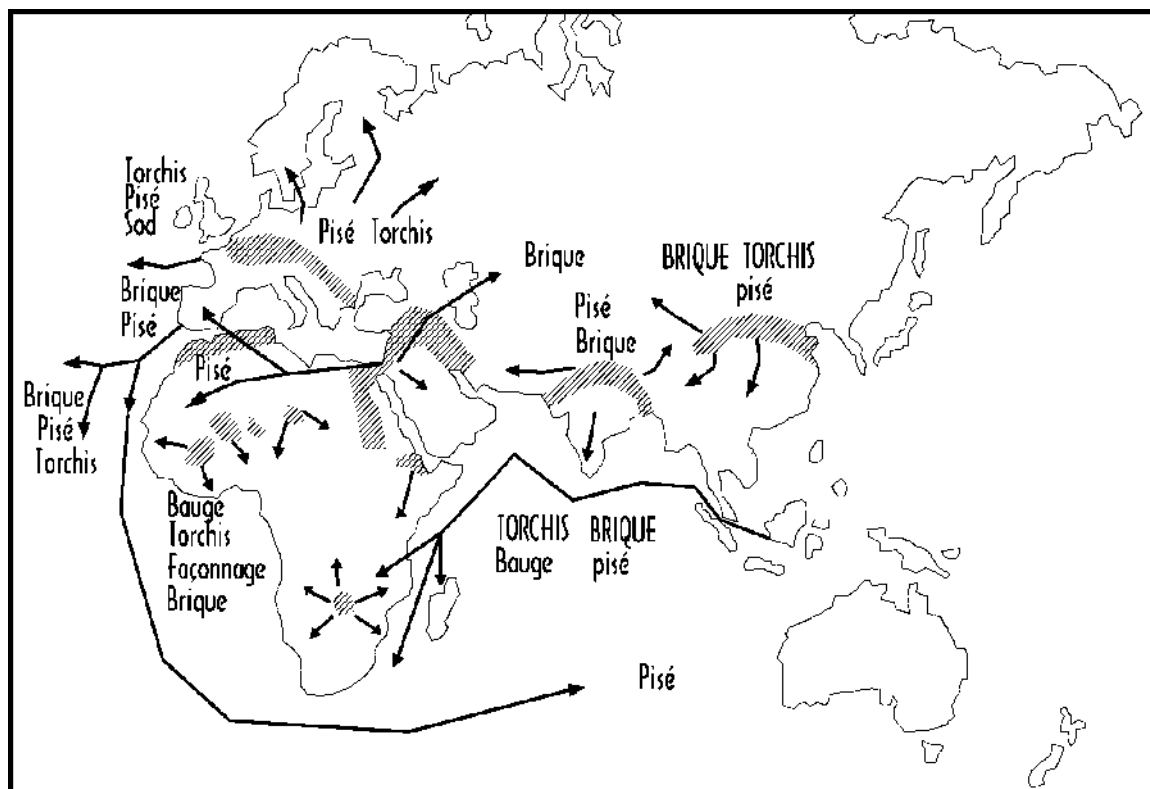 Torchis
Pisé
Sod
Pisé Torchis
Brique
BRIQUE TORCHIS
pisé
Brique
Pisé
Pisé
Brique
Pisé
Brique
Pisé
Torchis
Bauge
Torchis
Façonnage
Brique
TORCHIS BRIQUE
Bauge pisé
Pisé